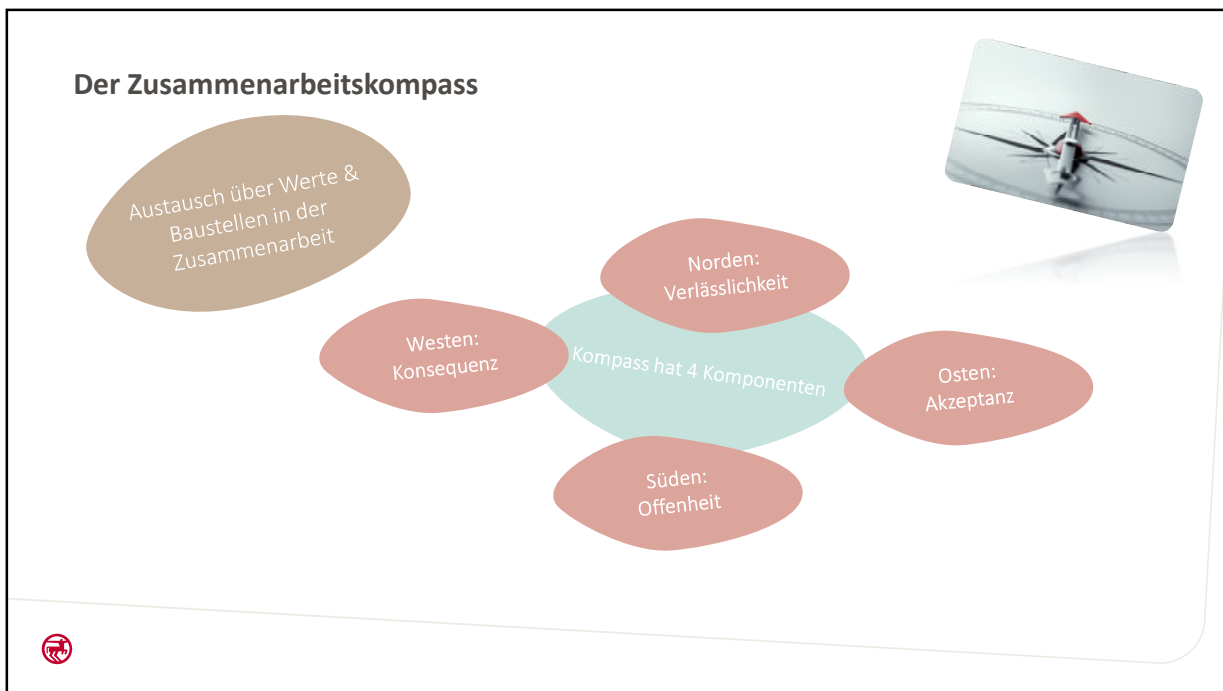 Der Zusammenarbeitskompass
Austausch über Werte &
Baustellen in der
Zusammenarbeit
Norden:
Verlässlichkeit
Westen:
Konsequenz
Kompass hat 4 Komponenten
Osten:
Akzeptanz
Süden:
Offenheit